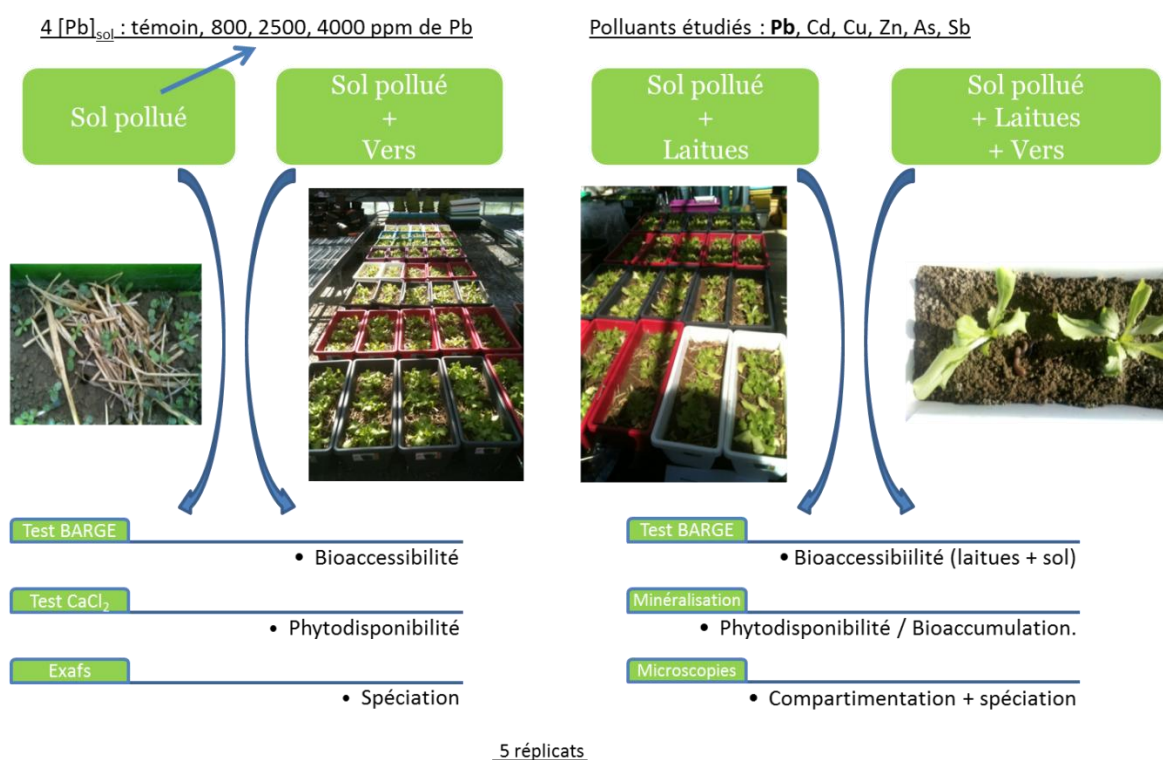 4 [Pb]sol : témoin, 800, 2500, 4000 ppm de Pb
Polluants étudiés : Pb, Cd, Cu, Zn, As, Sb
Sol pollué
Sol pollué
+
Vers
Sol pollué
+
Laitues
Sol pollué
+ Laitues
+ Vers
Test BARGE
• Bioaccessibilité
Test CaCl₂
• Phytodisponibilité
Exafs
• Spéciation
Test BARGE
• Bioaccessibiilité (laitues + sol)
Minéralisation
• Phytodisponibilité / Bioaccumulation.
Microscopies
• Compartimentation + spéciation
5 réplicats